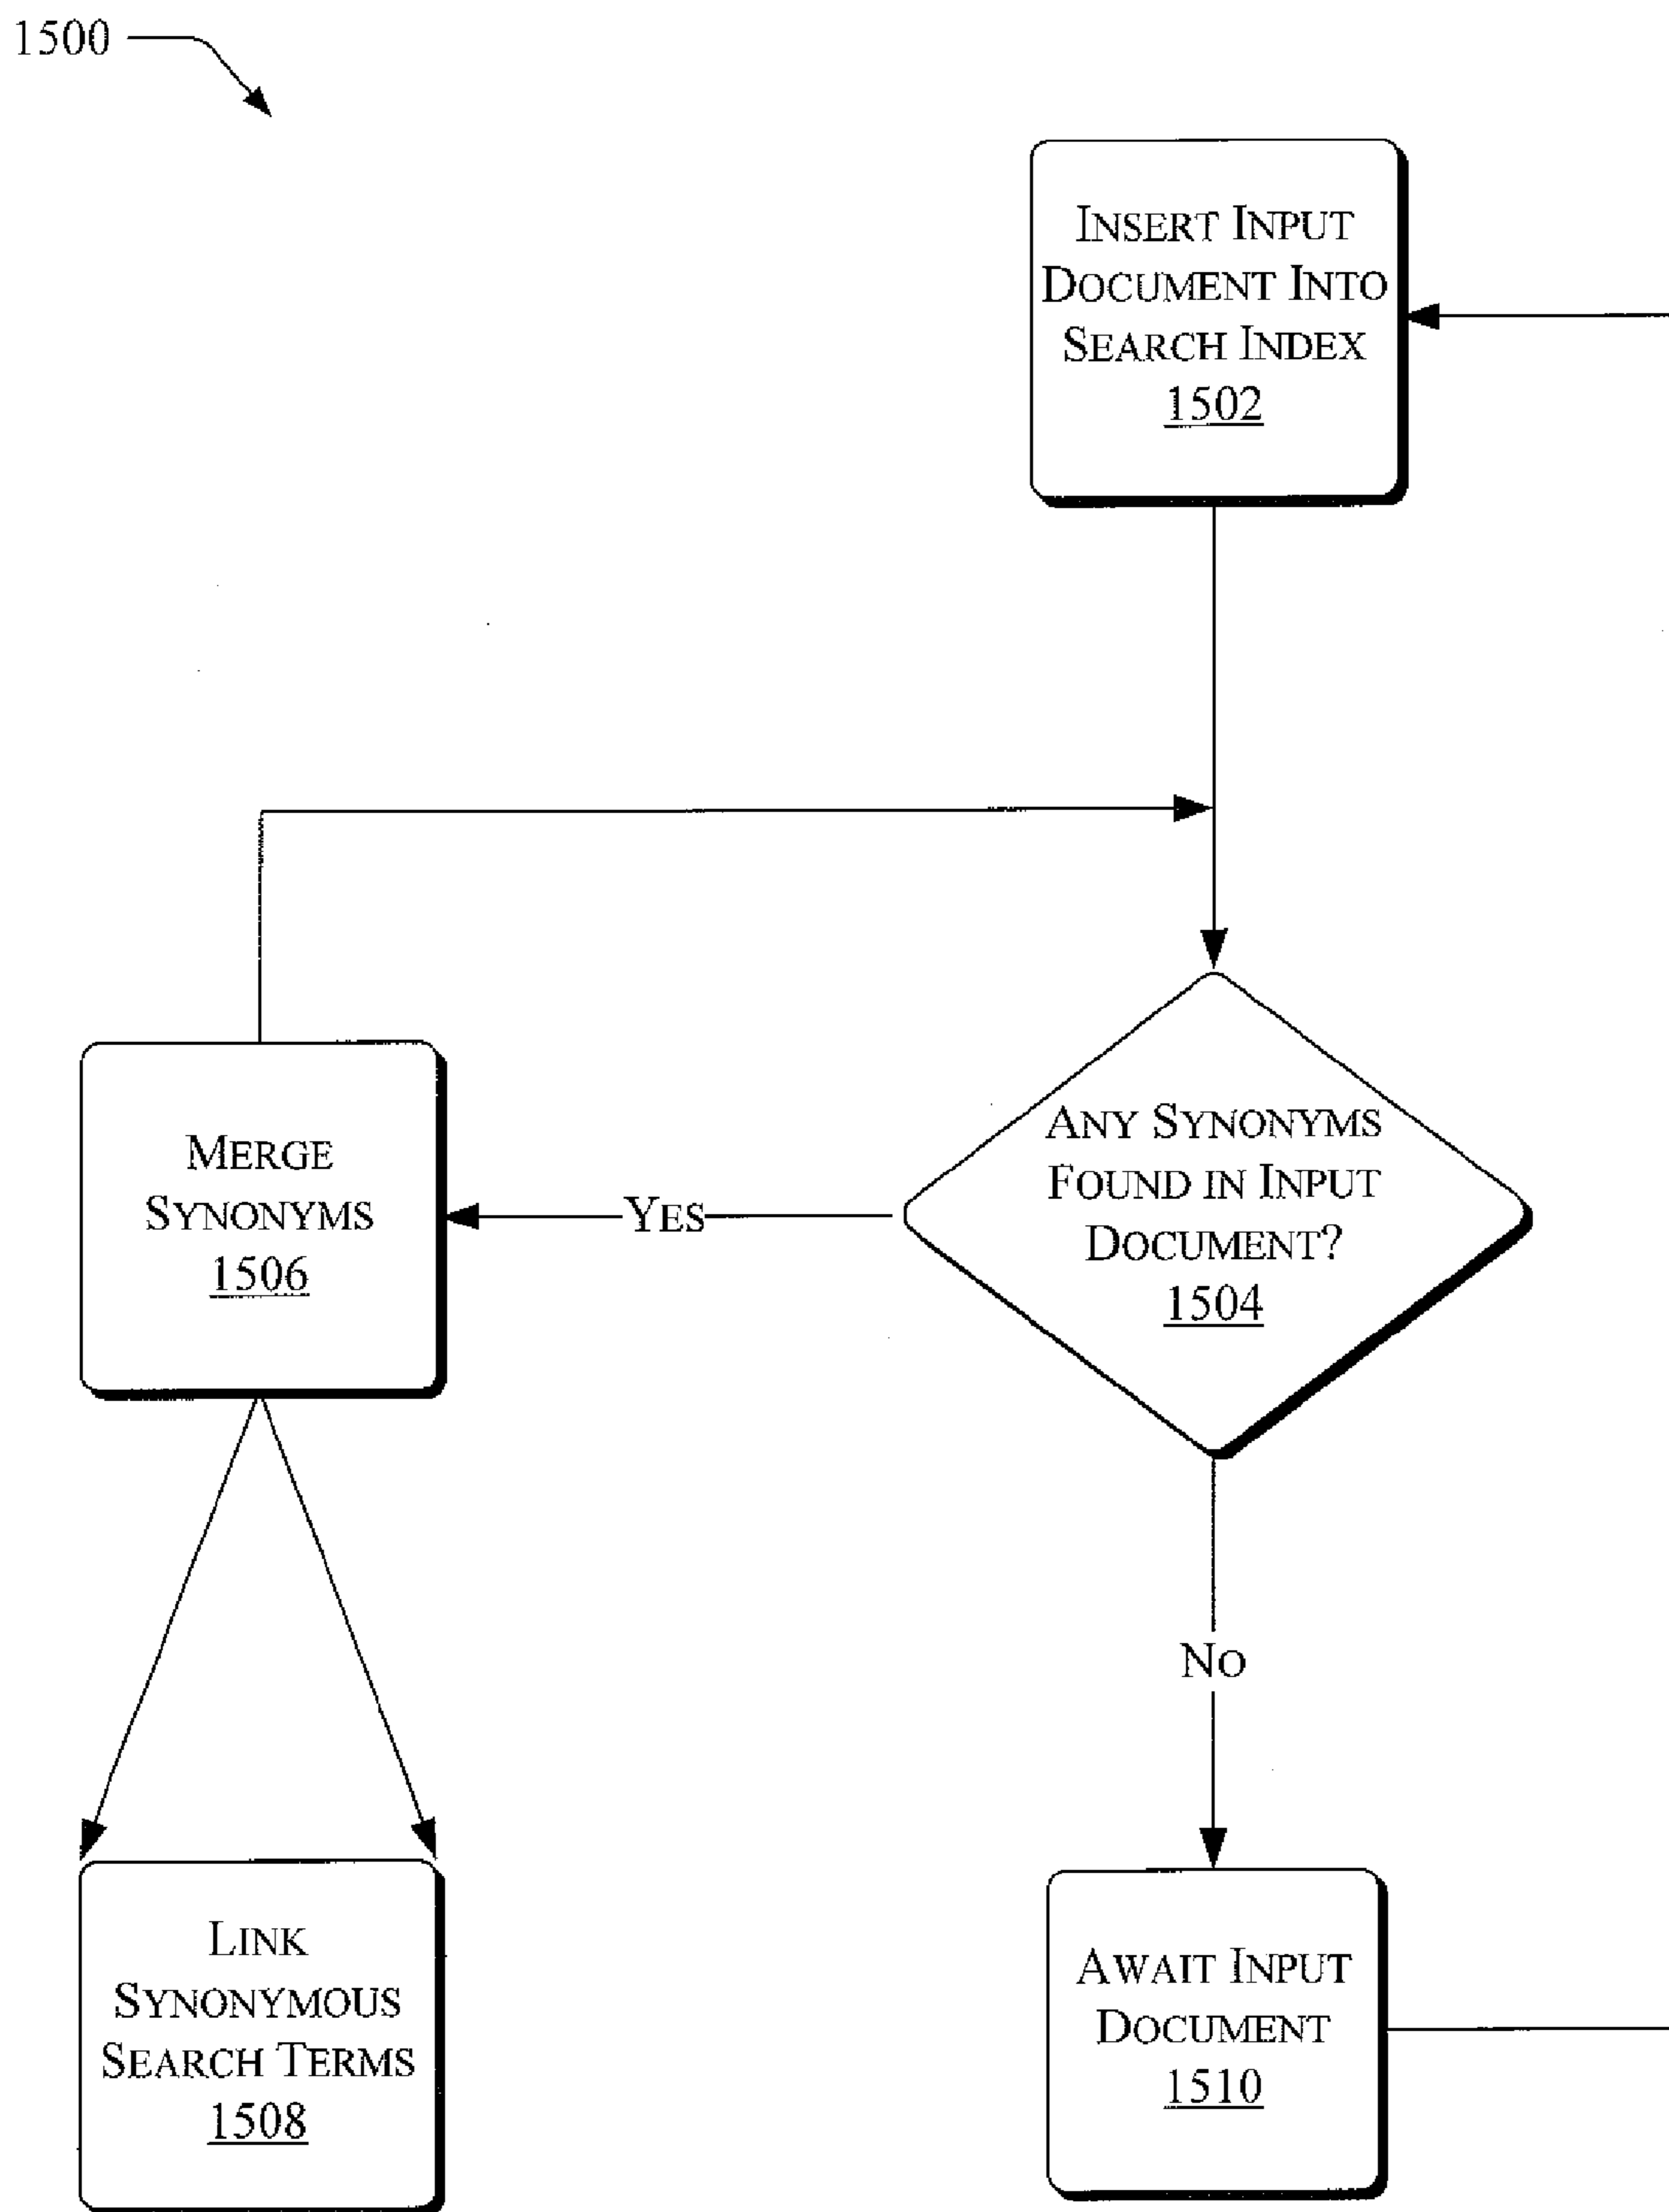 1500
INSERT INPUT
DOCUMENT INTO
SEARCH INDEX
1502
ANY SYNONYMS
FOUND IN INPUT
DOCUMENT?
1504
YES
MERGE
SYNONYMS
1506
NO
LINK
SYNONYMOUS
SEARCH TERMS
1508
AWAIT INPUT
DOCUMENT
1510